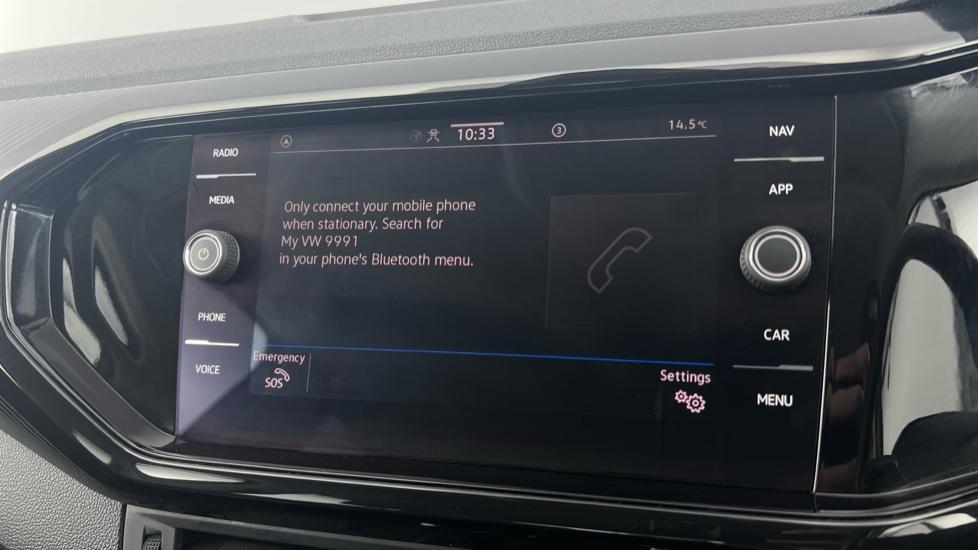 RADIO
MEDIA
PHONE
VOICE
10:33
3
14.5°C
Only connect your mobile phone
when stationary. Search for
My VW 9991
in your phone's Bluetooth menu.
Emergency
SOS
Settings
NAV
APP
CAR
MENU